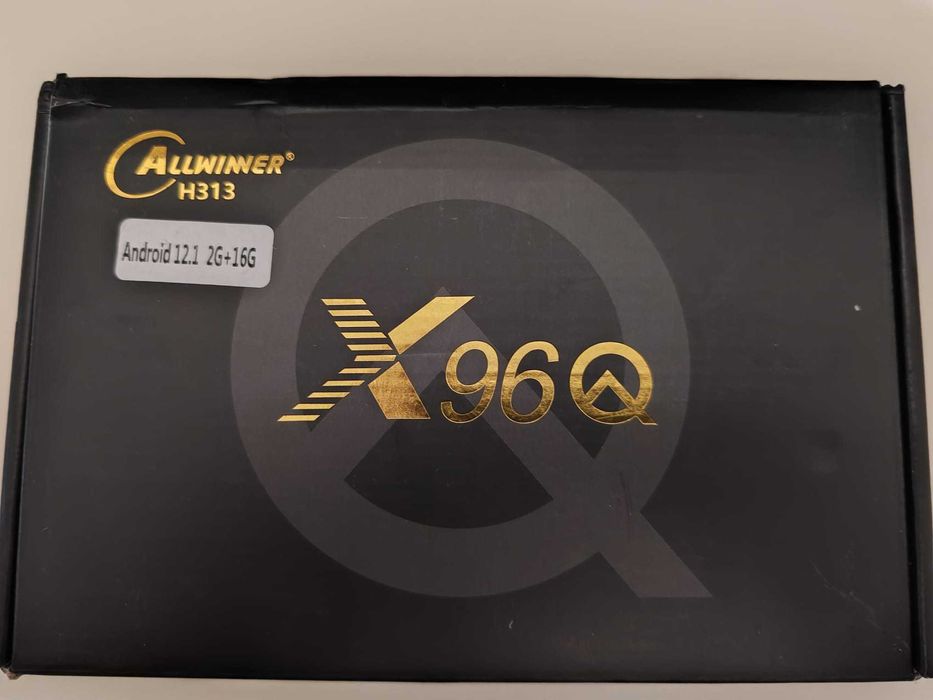 ALLWINNER®
H313
Android 12.1 2G+16G
X96Q